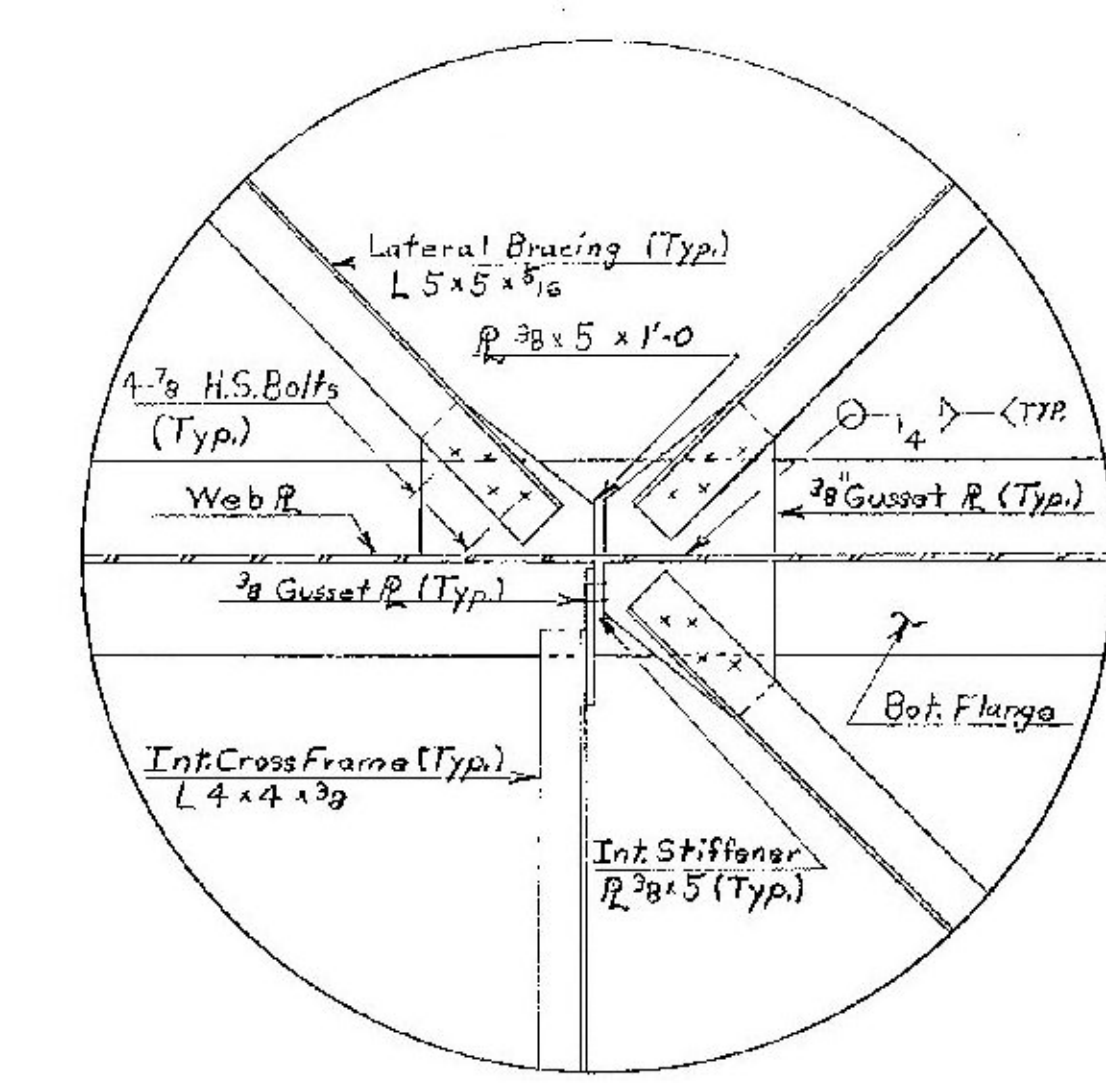 Lateral Bracing (Typ.)
L 5 x 5 x 5/16
PL 3/8 x 5 x 1'-0
4-7/8 H.S. Bolts
(Typ.)
1/4
(TYP.
Web PL
3/8" Gusset PL (Typ.)
3/8 Gusset PL (Typ.)
Bot. Flange
Int. Cross Frame (Typ.)
L 4 x 4 x 3/8
Int. Stiffener
PL 3/8 x 5 (Typ.)